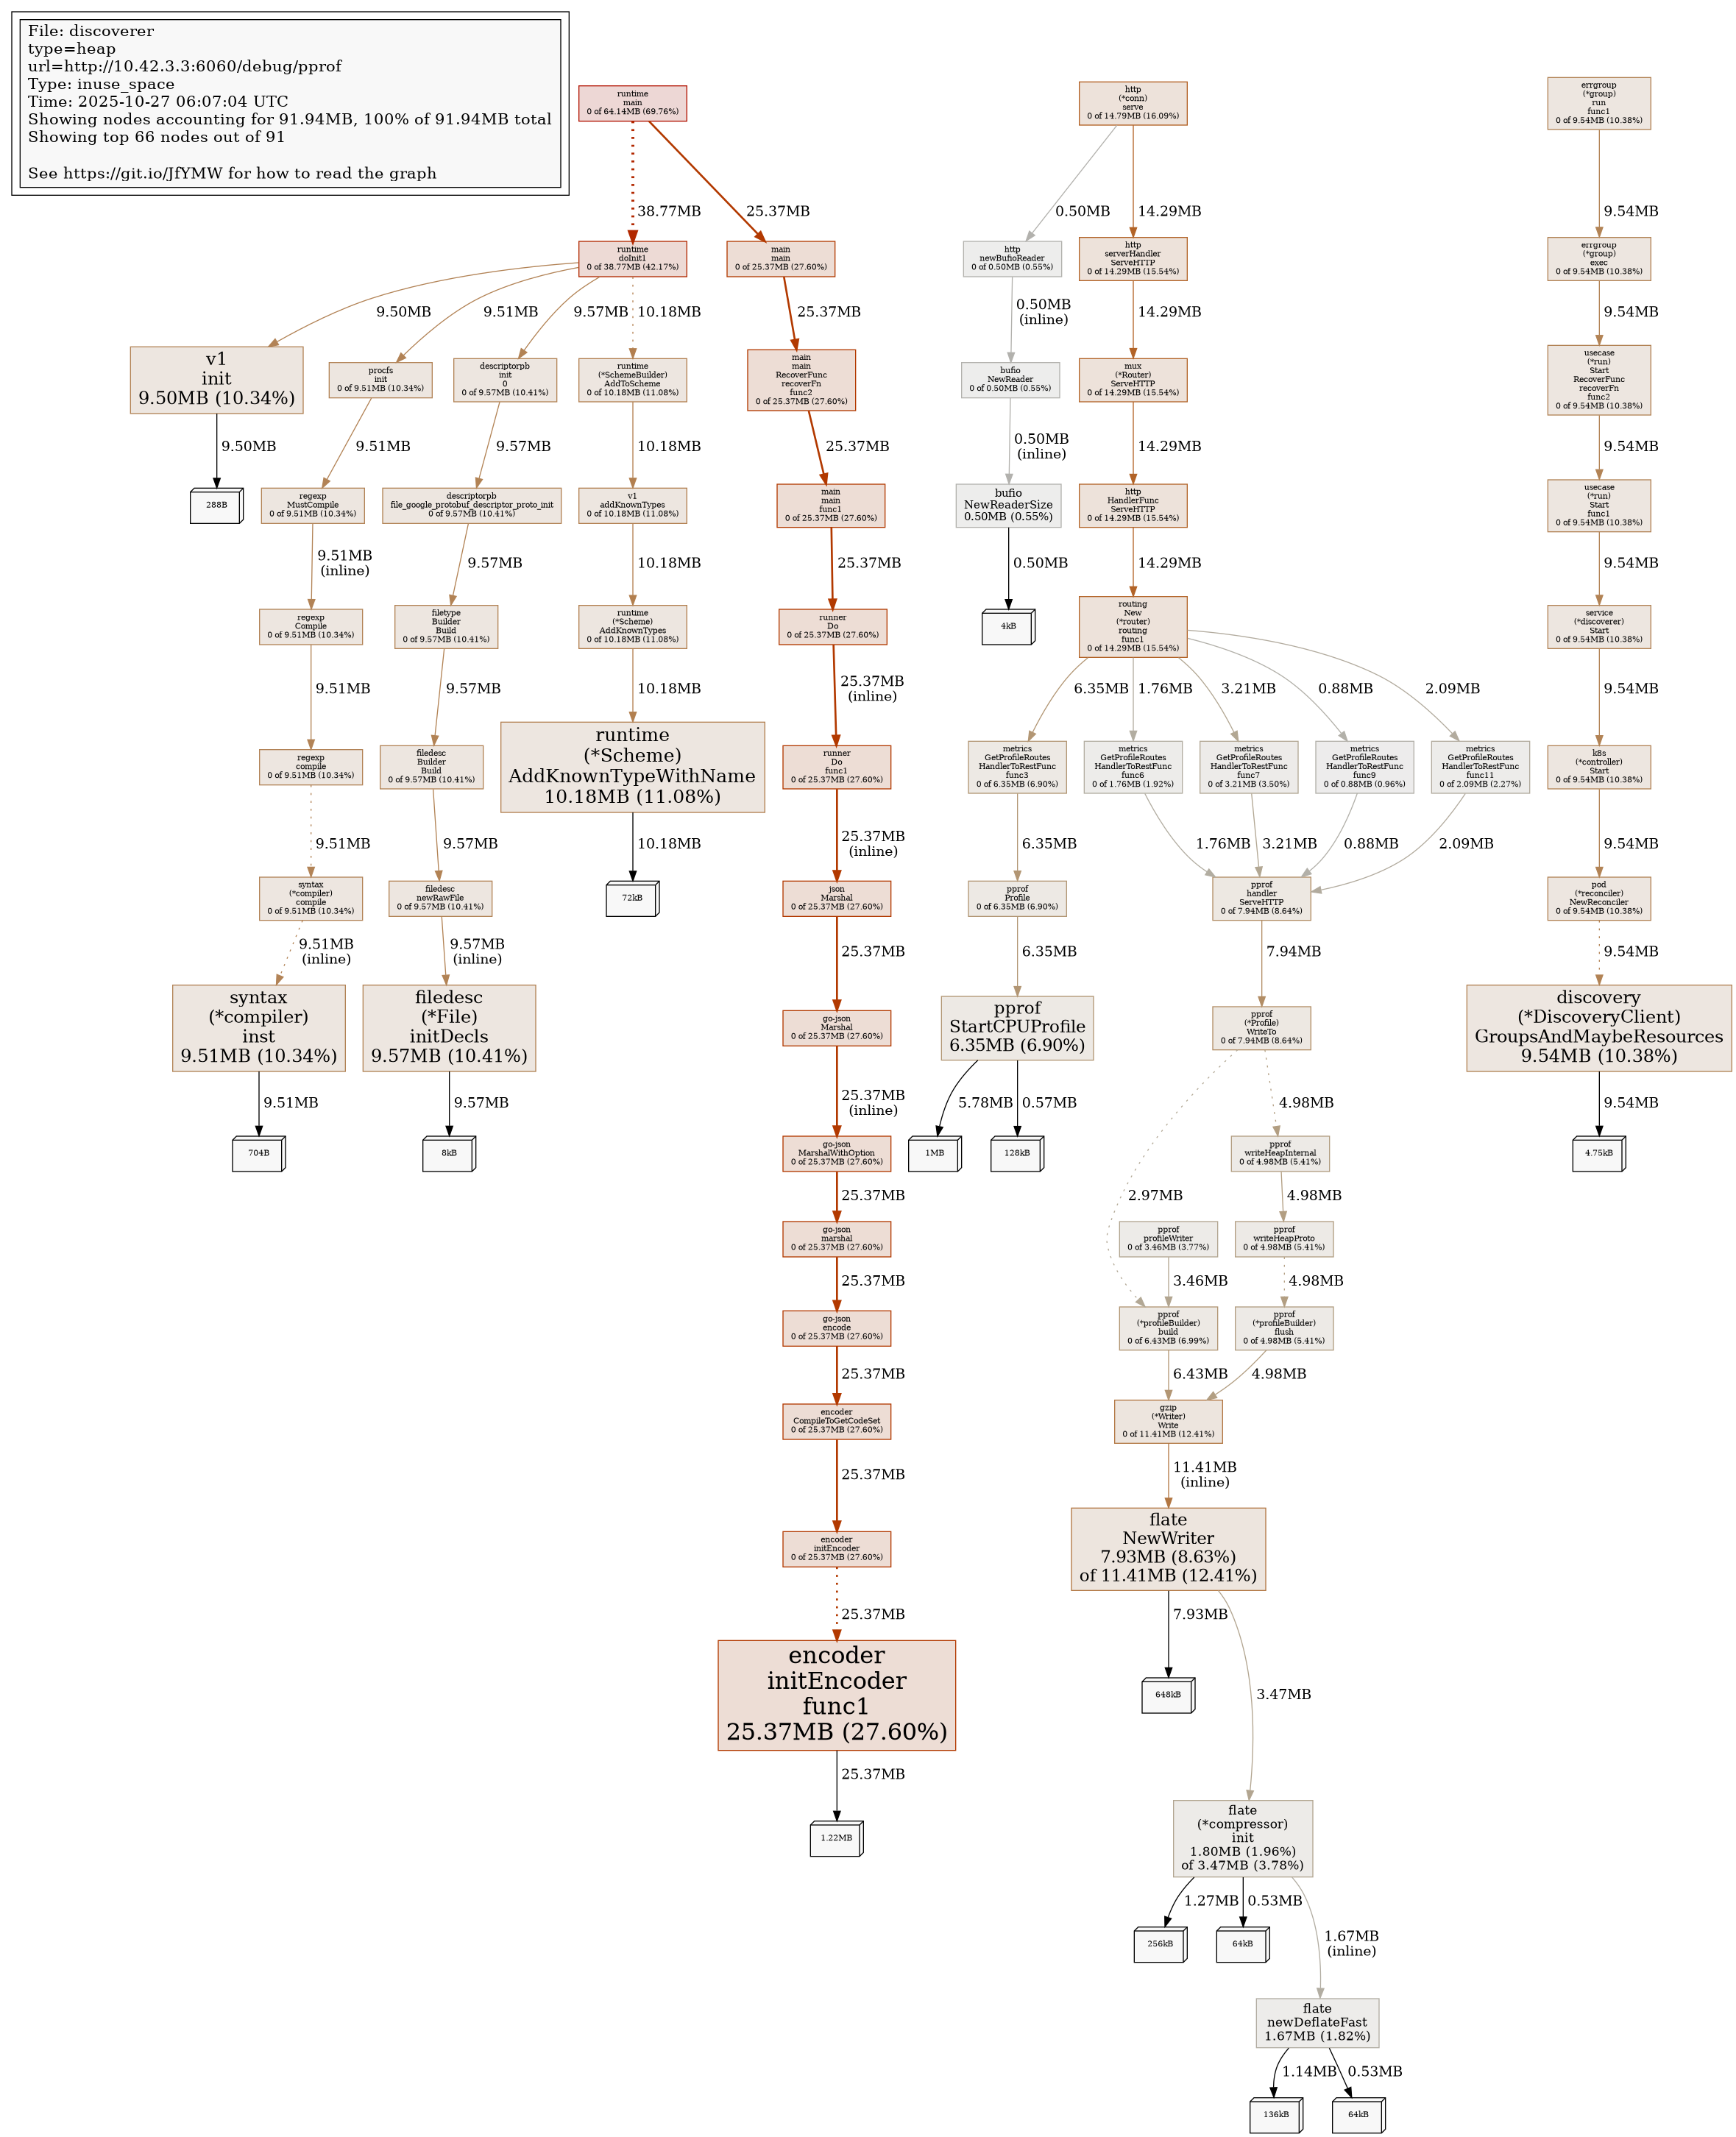 File: discoverer
type=heap
url=http://10.42.3.3:6060/debug/pprof
Type: inuse_space
Time: 2025-10-27 06:07:04 UTC
Showing nodes accounting for 91.94MB, 100% of 91.94MB total
Showing top 66 nodes out of 91
See https://git.io/JfYMW for how to read the graph
runtime
main
0 of 64.14MB (69.76%)
38.77MB
25.37MB
runtime
doInit1
0 of 38.77MB (42.17%)
9.50MB
9.51MB
9.57MB
10.18MB
v1
init
9.50MB (10.34%)
9.50MB
288B
procfs
init
0 of 9.51MB (10.34%)
9.51MB
regexp
MustCompile
0 of 9.51MB (10.34%)
9.51MB
(inline)
regexp
Compile
0 of 9.51MB (10.34%)
9.51MB
regexp
compile
0 of 9.51MB (10.34%)
9.51MB
syntax
(*compiler)
compile
0 of 9.51MB (10.34%)
9.51MB
(inline)
syntax
(*compiler)
inst
9.51MB (10.34%)
9.51MB
704B
descriptorpb
init
0
0 of 9.57MB (10.41%)
9.57MB
descriptorpb
file_google_protobuf_descriptor_proto_init
0 of 9.57MB (10.41%)
9.57MB
filetype
Builder
Build
0 of 9.57MB (10.41%)
9.57MB
filedesc
Builder
Build
0 of 9.57MB (10.41%)
9.57MB
filedesc
newRawFile
0 of 9.57MB (10.41%)
9.57MB
(inline)
filedesc
(*File)
initDecls
9.57MB (10.41%)
9.57MB
8kB
runtime
(*SchemeBuilder)
AddToScheme
0 of 10.18MB (11.08%)
10.18MB
v1
addKnownTypes
0 of 10.18MB (11.08%)
10.18MB
runtime
(*Scheme)
AddKnownTypes
0 of 10.18MB (11.08%)
10.18MB
runtime
(*Scheme)
AddKnownTypeWithName
10.18MB (11.08%)
10.18MB
72kB
main
main
0 of 25.37MB (27.60%)
25.37MB
main
main
RecoverFunc
recoverFn
func2
0 of 25.37MB (27.60%)
25.37MB
main
main
func1
0 of 25.37MB (27.60%)
25.37MB
runner
Do
0 of 25.37MB (27.60%)
25.37MB
(inline)
runner
Do
func1
0 of 25.37MB (27.60%)
25.37MB
(inline)
json
Marshal
0 of 25.37MB (27.60%)
25.37MB
go-json
Marshal
0 of 25.37MB (27.60%)
25.37MB
(inline)
go-json
MarshalWithOption
0 of 25.37MB (27.60%)
25.37MB
go-json
marshal
0 of 25.37MB (27.60%)
25.37MB
go-json
encode
0 of 25.37MB (27.60%)
25.37MB
encoder
CompileToGetCodeSet
0 of 25.37MB (27.60%)
25.37MB
encoder
initEncoder
0 of 25.37MB (27.60%)
25.37MB
encoder
initEncoder
func1
25.37MB (27.60%)
25.37MB
1.22MB
http
(*conn)
serve
0 of 14.79MB (16.09%)
0.50MB
14.29MB
http
newBufioReader
0 of 0.50MB (0.55%)
0.50MB
(inline)
bufio
NewReader
0 of 0.50MB (0.55%)
0.50MB
(inline)
bufio
NewReaderSize
0.50MB (0.55%)
0.50MB
4kB
http
serverHandler
ServeHTTP
0 of 14.29MB (15.54%)
14.29MB
mux
(*Router)
ServeHTTP
0 of 14.29MB (15.54%)
14.29MB
http
HandlerFunc
ServeHTTP
0 of 14.29MB (15.54%)
14.29MB
routing
New
(*router)
routing
func1
0 of 14.29MB (15.54%)
6.35MB
1.76MB
3.21MB
0.88MB
2.09MB
metrics
GetProfileRoutes
HandlerToRestFunc
func3
0 of 6.35MB (6.90%)
metrics
GetProfileRoutes
HandlerToRestFunc
func6
0 of 1.76MB (1.92%)
metrics
GetProfileRoutes
HandlerToRestFunc
func7
0 of 3.21MB (3.50%)
metrics
GetProfileRoutes
HandlerToRestFunc
func9
0 of 0.88MB (0.96%)
metrics
GetProfileRoutes
HandlerToRestFunc
func11
0 of 2.09MB (2.27%)
6.35MB
1.76MB
3.21MB
0.88MB
2.09MB
pprof
Profile
0 of 6.35MB (6.90%)
6.35MB
pprof
StartCPUProfile
6.35MB (6.90%)
5.78MB
0.57MB
1MB
128kB
pprof
handler
ServeHTTP
0 of 7.94MB (8.64%)
7.94MB
pprof
(*Profile)
WriteTo
0 of 7.94MB (8.64%)
2.97MB
4.98MB
pprof
writeHeapInternal
0 of 4.98MB (5.41%)
4.98MB
pprof
profileWriter
0 of 3.46MB (3.77%)
3.46MB
pprof
writeHeapProto
0 of 4.98MB (5.41%)
4.98MB
pprof
(*profileBuilder)
build
0 of 6.43MB (6.99%)
6.43MB
pprof
(*profileBuilder)
flush
0 of 4.98MB (5.41%)
4.98MB
gzip
(*Writer)
Write
0 of 11.41MB (12.41%)
11.41MB
(inline)
flate
NewWriter
7.93MB (8.63%)
of 11.41MB (12.41%)
7.93MB
3.47MB
648kB
flate
(*compressor)
init
1.80MB (1.96%)
of 3.47MB (3.78%)
1.27MB
0.53MB
1.67MB
(inline)
256kB
64kB
flate
newDeflateFast
1.67MB (1.82%)
1.14MB
0.53MB
136kB
64kB
errgroup
(*group)
run
func1
0 of 9.54MB (10.38%)
9.54MB
errgroup
(*group)
exec
0 of 9.54MB (10.38%)
9.54MB
usecase
(*run)
Start
RecoverFunc
recoverFn
func2
0 of 9.54MB (10.38%)
9.54MB
usecase
(*run)
Start
func1
0 of 9.54MB (10.38%)
9.54MB
service
(*discoverer)
Start
0 of 9.54MB (10.38%)
9.54MB
k8s
(*controller)
Start
0 of 9.54MB (10.38%)
9.54MB
pod
(*reconciler)
NewReconciler
0 of 9.54MB (10.38%)
9.54MB
discovery
(*DiscoveryClient)
GroupsAndMaybeResources
9.54MB (10.38%)
9.54MB
4.75kB